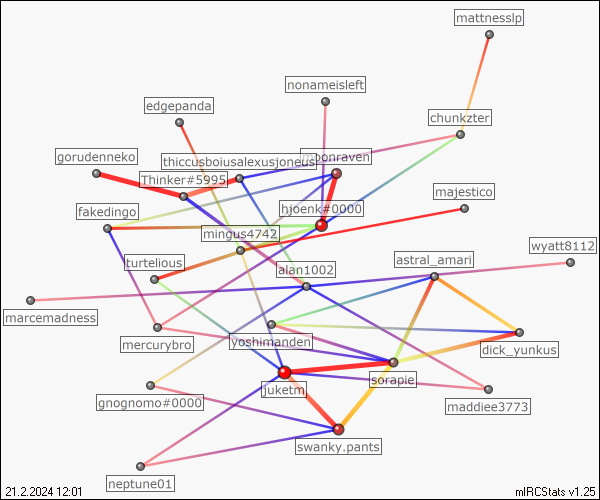 mattnesslp
nonameisleft
edgepanda
chunkzter
gorudenneko
thiccusboiusalexusjoneus
moonraven
Thinker#5995
majestico
hjoenk#0000
fakedingo
mingus4742
wyatt8112
turtelious
astral_amari
alan1002
marcemadness
mercurybro
yoshimanden
dick_yunkus
sorapie
juketm
gnognomo#0000
maddiee3773
swanky.pants
neptune01
21.2.2024 12:01
mIRCStats v1.25